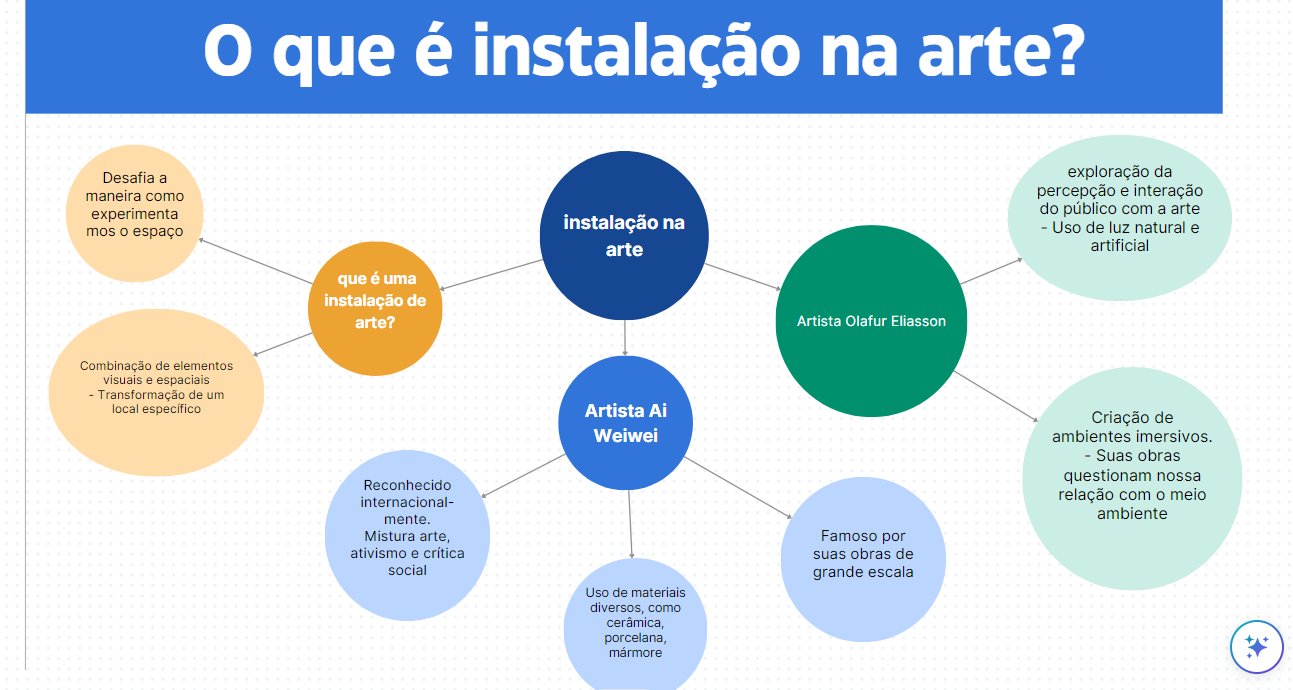 O que é instalação na arte?
Desafia a
maneira como
experimenta
mos o espaço
que é uma
instalação de
arte?
Combinação de elementos
visuais e espaciais
- Transformação de um
local específico
instalação na
arte
Artista Ai
Weiwei
Reconhecido
internacional-
mente.
Mistura arte,
ativismo e crítica
social
Uso de materiais
diversos, como
cerâmica,
porcelana,
mármore
Famoso por
suas obras de
grande escala
Artista Olafur Eliasson
exploração da
percepção e interação
do público com a arte
- Uso de luz natural e
artificial
Criação de
ambientes imersivos.
- Suas obras
questionam nossa
relação com o meio
ambiente